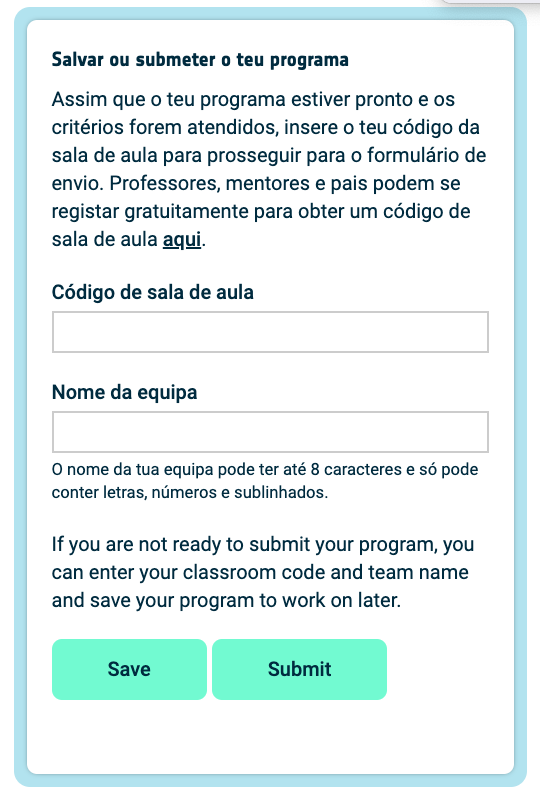 Salvar ou submeter o teu programa
Assim que o teu programa estiver pronto e os
critérios forem atendidos, insere o teu código da
sala de aula para prosseguir para o formulário de
envio. Professores, mentores e pais podem se
registar gratuitamente para obter um código de
sala de aula aqui.
Código de sala de aula
Nome da equipa
O nome da tua equipa pode ter até 8 caracteres e só pode
conter letras, números e sublinhados.
If you are not ready to submit your program, you
can enter your classroom code and team name
and save your program to work on later.
Save Submit